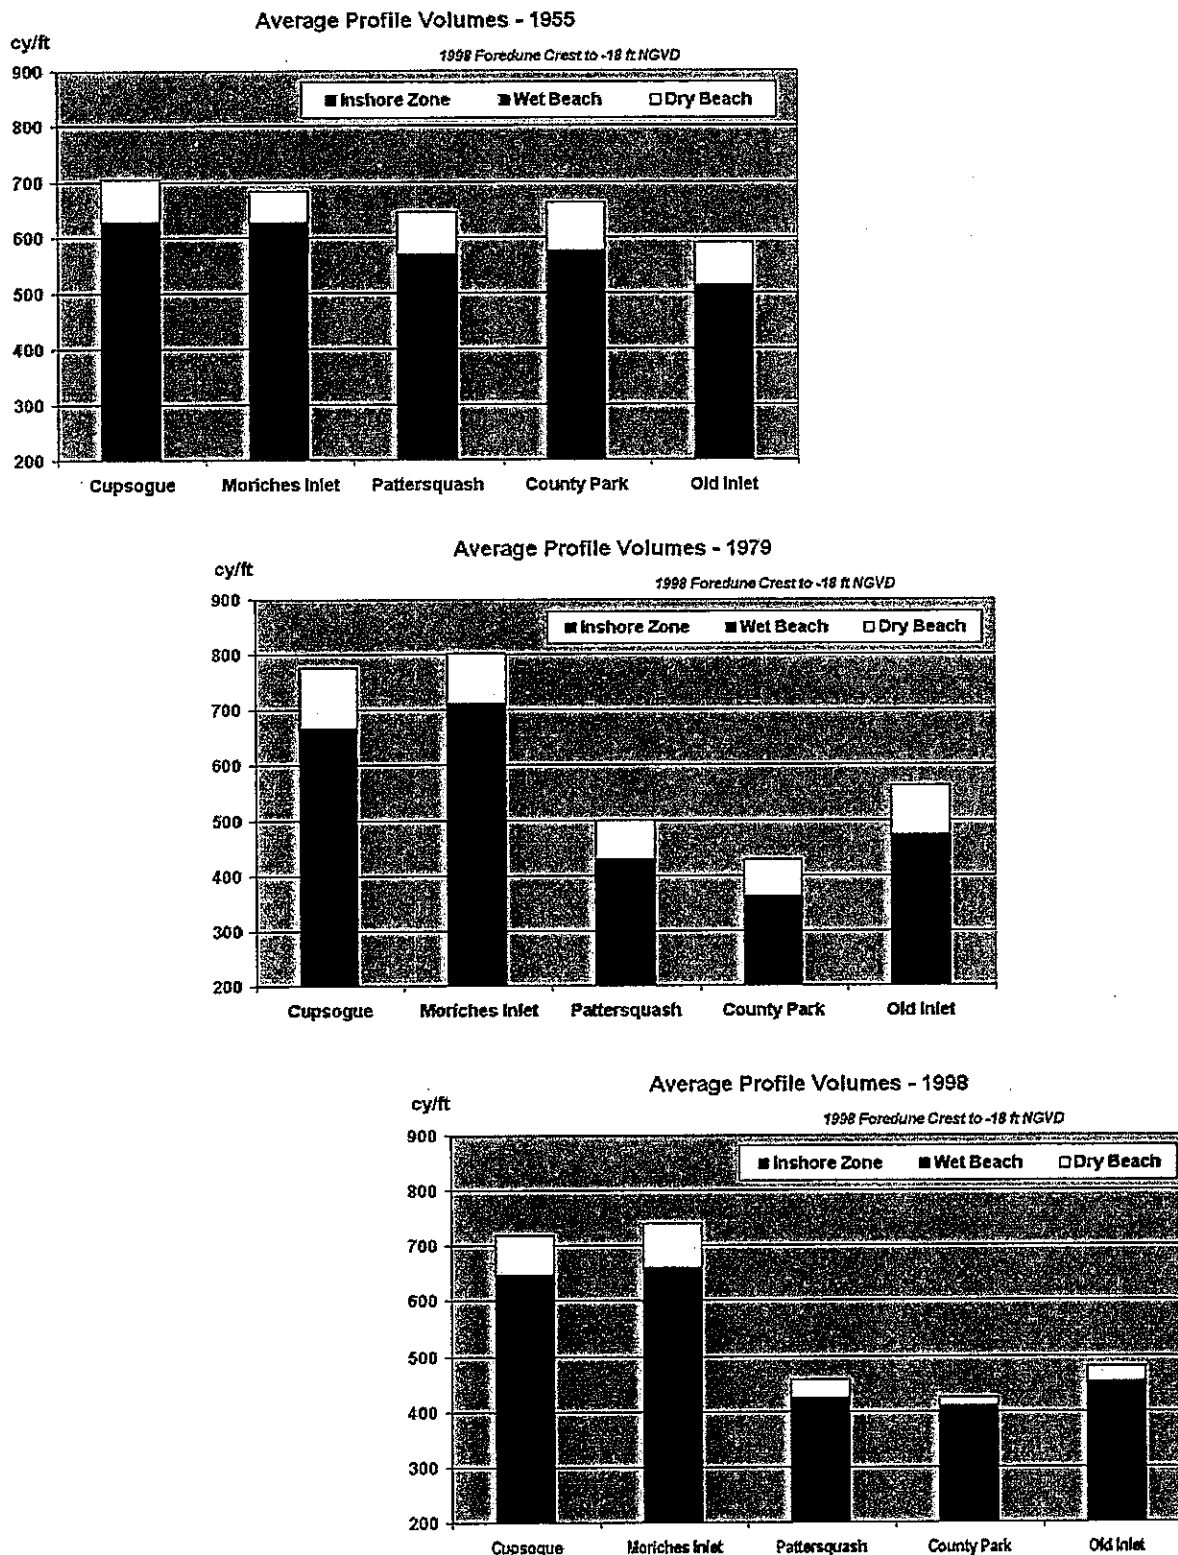 Average Profile Volumes - 1955
cy/ft
1998 Foredune Crest to -18 ft NGVD
900
Inshore Zone Wet Beach Dry Beach
800
700
600
500
400
300
200
Cupsogue Moriches Inlet Pattersquash County Park Old Inlet
Average Profile Volumes - 1979
cy/ft
1998 Foredune Crest to -18 ft NGVD
900
Inshore Zone Wet Beach Dry Beach
800
700
600
500
400
300
200
Cupsogue Moriches Inlet Pattersquash County Park Old Inlet
Average Profile Volumes - 1998
cy/ft
1998 Foredune Crest to -18 ft NGVD
900
Inshore Zone Wet Beach Dry Beach
800
700
600
500
400
300
200
Cupsogue Moriches Inlet Pattersquash County Park Old Inlet